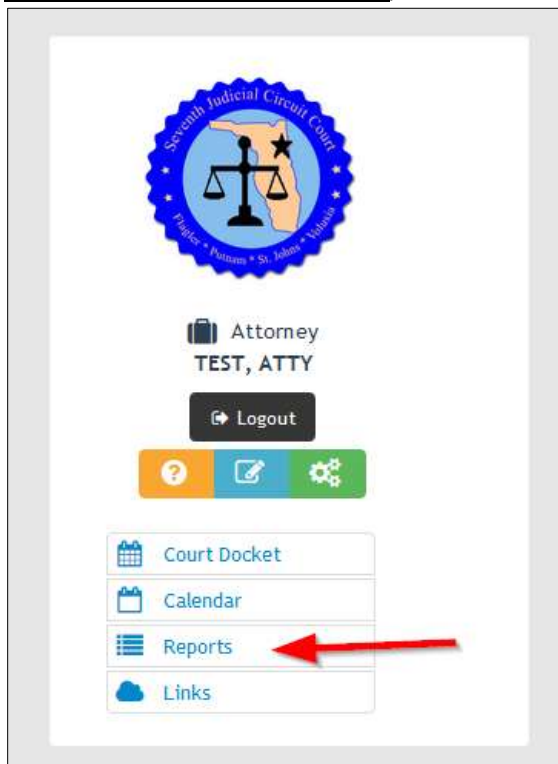 Seventh Judicial Circuit Court
Flagler * Putnam * St. Johns * Volusia
Attorney
TEST, ATTY
Logout
?
Court Docket
Calendar
Reports
Links